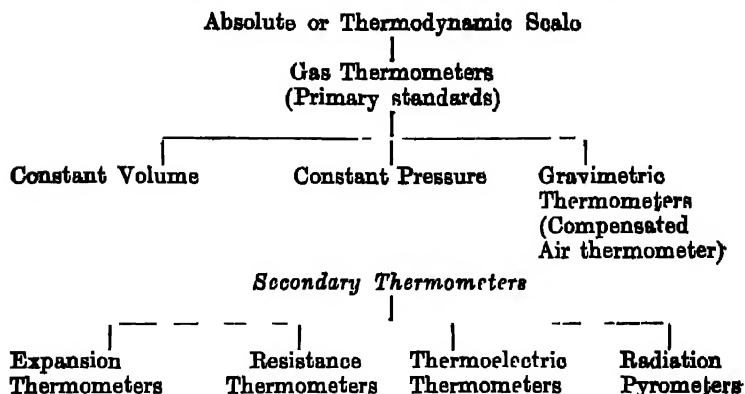 Absolute or Thermodynamic Scale
Gas Thermometers
(Primary standards)
Constant Volume
Constant Pressure
Gravimetric
Thermometers
(Compensated
Air thermometer)
Secondary Thermometers
Expansion
Thermometers
Resistance
Thermometers
Thermoelectric
Thermometers
Radiation
Pyrometers